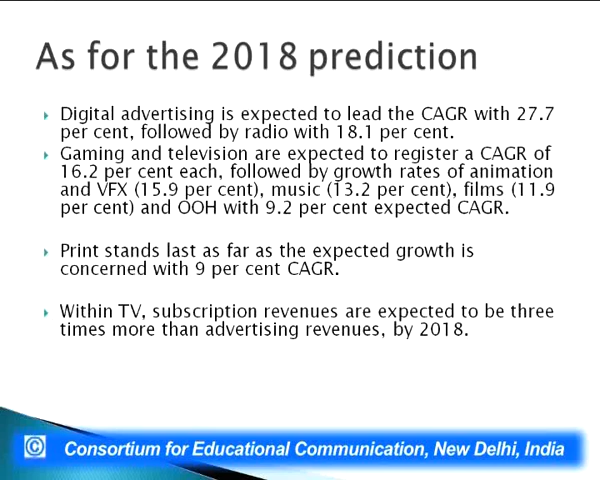 As for the 2018 prediction
Digital advertising is expected to lead the CAGR with 27.7
per cent, followed by radio with 18.1 per cent.
Gaming and television are expected to register a CAGR of
16.2 per cent each, followed by growth rates of animation
and VFX (15.9 per cent), music (13.2 per cent), films (11.9
per cent) and OOH with 9.2 per cent expected CAGR.
Print stands last as far as the expected growth is
concerned with 9 per cent CAGR.
Within TV, subscription revenues are expected to be three
times more than advertising revenues, by 2018.
© Consortium for Educational Communication, New Delhi, India